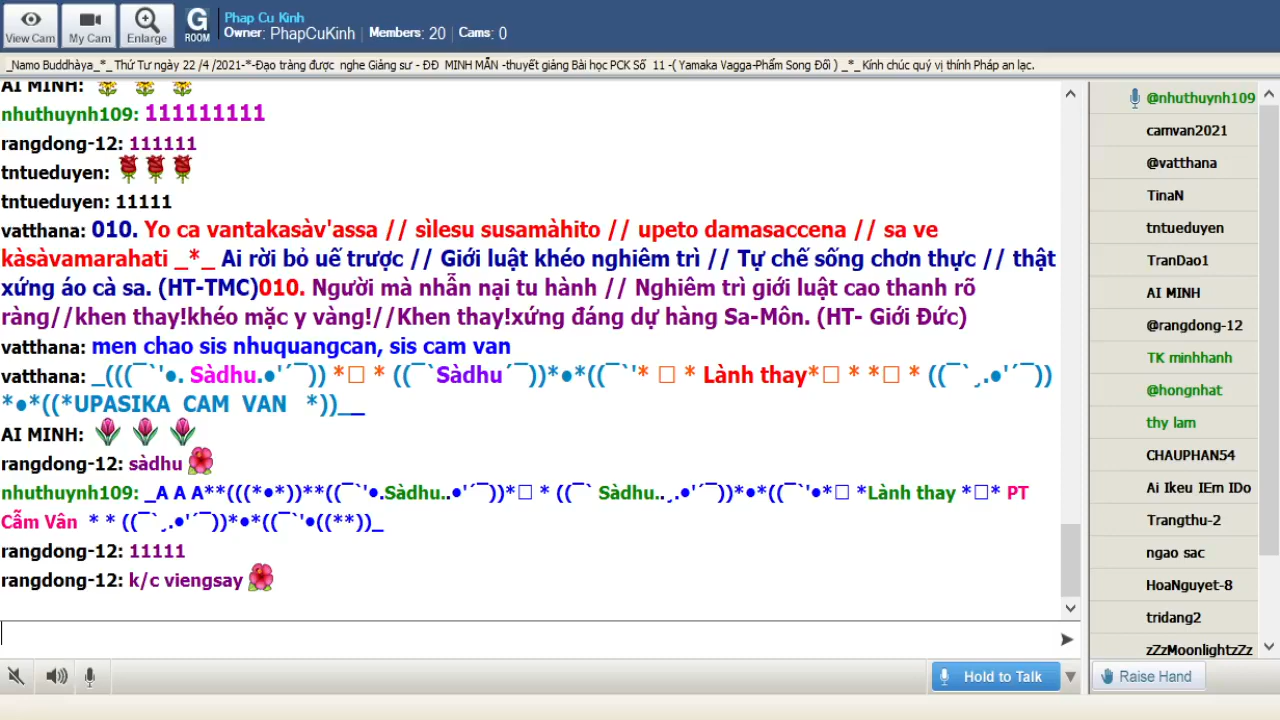 View Cam
My Cam
Enlarge
G
ROOM
Phap Cu Kinh
Owner: PhapCuKinh | Members: 20 | Cams: 0
_Namo Buddhàya_*_ Thứ Tư ngày 22 /4 /2021-*-Đạo tràng được nghe Giảng sư - ĐĐ MINH MẪN -thuyết giảng Bài học PCK Số 11 -( Yamaka Vagga-Phẩm Song Đối ) _*_ Kính chúc quý vị thính Pháp an lạc.
AI MINH:
nhuthuynh109: 111111111
rangdong-12: 111111
tntueduyen:
tntueduyen: 11111
vatthana: 010. Yo ca vantakasàv'assa // sìlesu susamàhito // upeto damasaccena // sa ve
kàsàvamarahati _*_ Ai rời bỏ uế trược // Giới luật khéo nghiêm trì // Tự chế sống chơn thực // thật
xứng áo cà sa. (HT-TMC)010. Người mà nhẫn nại tu hành // Nghiêm trì giới luật cao thanh rõ
ràng//khen thay!khéo mặc y vàng!//Khen thay!xứng đáng dự hàng Sa-Môn. (HT- Giới Đức)
vatthana: men chao sis nhuquangcan, sis cam van
vatthana: _(((¯`'●. Sàdhu.●'´¯)) *□ * ((¯`Sàdhu´¯))*●*((¯`'* □ * Lành thay*□ * *□ * ((¯`¸.●'´¯))
*●*((*UPASIKA CAM VAN *))__
AI MINH:
rangdong-12: sàdhu
nhuthuynh109: _A A A**(((*●*))**((¯`'●.Sàdhu..●'´¯))*□ * ((¯` Sàdhu..¸.●'´¯))*●*((¯`'●*□ *Lành thay *□* PT
Cẩm Vân * * ((¯`¸.●'´¯))*●*((¯`'●((**))_
rangdong-12: 11111
rangdong-12: k/c viengsay
Hold to Talk
@nhuthuynh109
camvan2021
@vatthana
TinaN
tntueduyen
TranDao1
AI MINH
@rangdong-12
TK minhhanh
@hongnhat
thy lam
CHAUPHAN54
Ai Ikeu IEm IDo
Trangthu-2
ngao sac
HoaNguyet-8
tridang2
zZzMoonlightzZz
Raise Hand